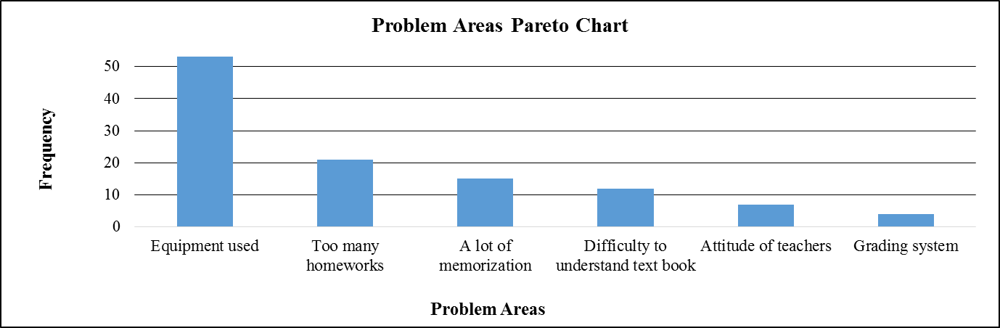 Problem Areas Pareto Chart
Frequency
50
40
30
20
10
0
Equipment used
Too many
homeworks
A lot of
memorization
Difficulty to
understand text book
Attitude of teachers
Grading system
Problem Areas